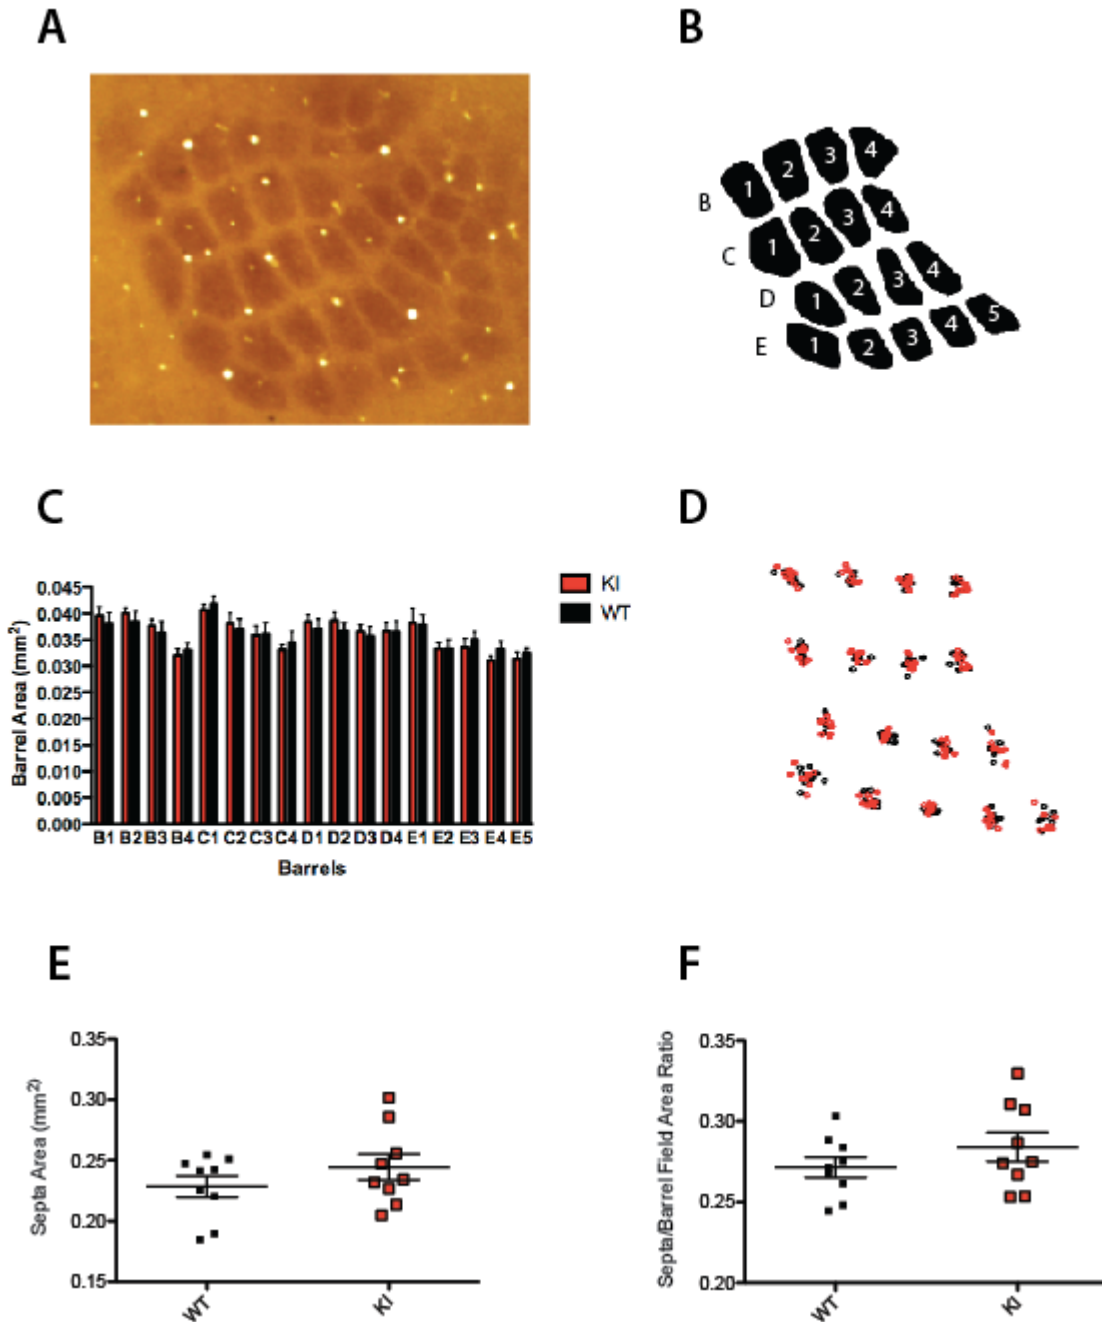 A
B
B 1 2 3 4
C 1 2 3 4
D 1 2 3 4
E 1 2 3 4 5
C
Barrel Area (mm²)
0.045
0.040
0.035
0.030
0.025
0.020
0.015
0.010
0.005
0.000
B1 B2 B3 B4 C1 C2 C3 C4 D1 D2 D3 D4 E1 E2 E3 E4 E5
Barrels
KI
WT
D
E
Septa Area (mm²)
0.35
0.30
0.25
0.20
0.15
WT KI
F
Septa/Barrel Field Area Ratio
0.35
0.30
0.25
0.20
WT KI